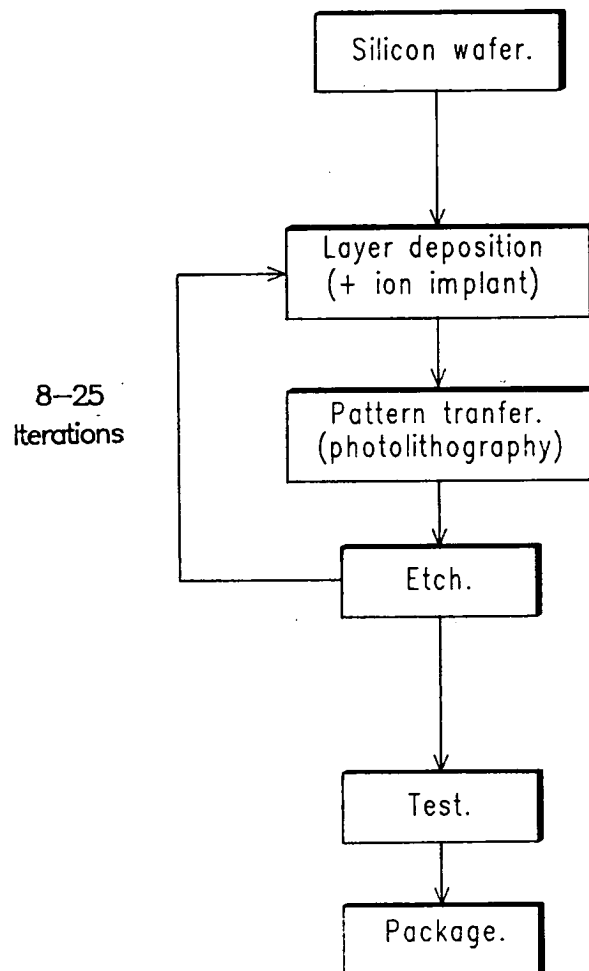 Silicon wafer.
Layer deposition
(+ ion implant)
8–25
Iterations
Pattern tranfer.
(photolithography)
Etch.
Test.
Package.